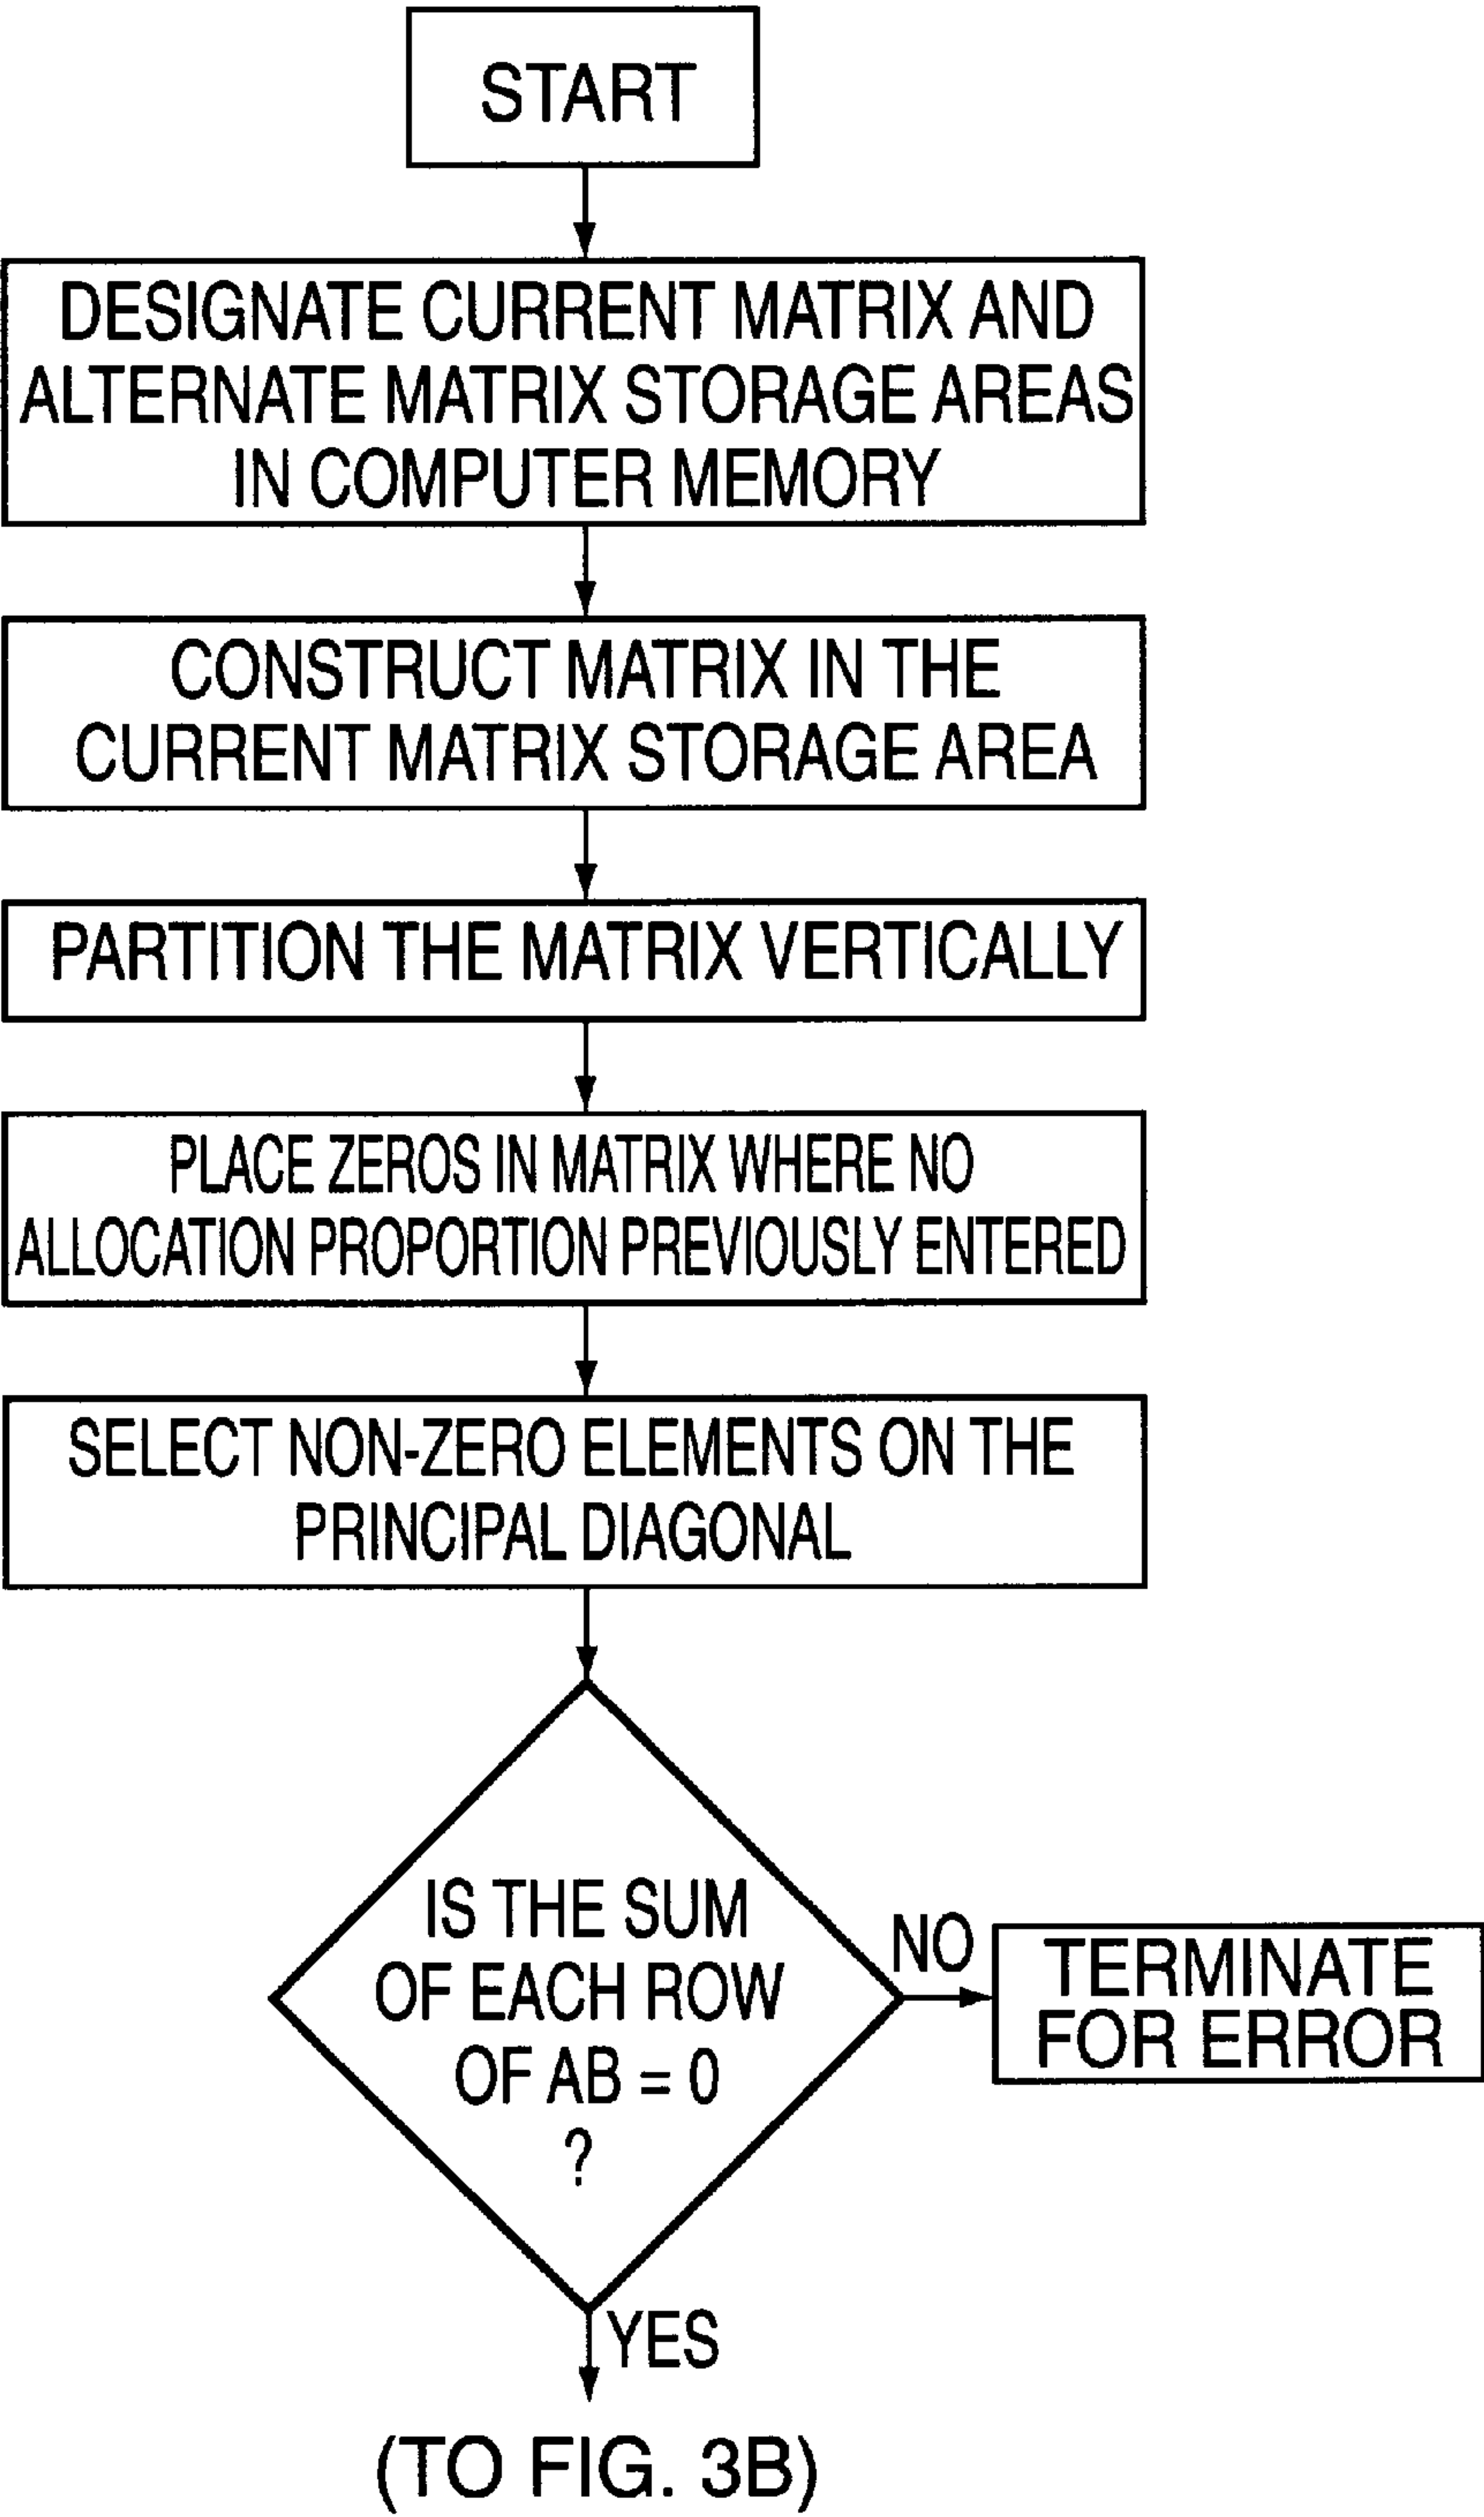 START
DESIGNATE CURRENT MATRIX AND
ALTERNATE MATRIX STORAGE AREAS
IN COMPUTER MEMORY
CONSTRUCT MATRIX IN THE
CURRENT MATRIX STORAGE AREA
PARTITION THE MATRIX VERTICALLY
PLACE ZEROS IN MATRIX WHERE NO
ALLOCATION PROPORTION PREVIOUSLY ENTERED
SELECT NON-ZERO ELEMENTS ON THE
PRINCIPAL DIAGONAL
IS THE SUM
OF EACH ROW
OF AB = 0
?
NO
TERMINATE
FOR ERROR
YES
(TO FIG. 3B)